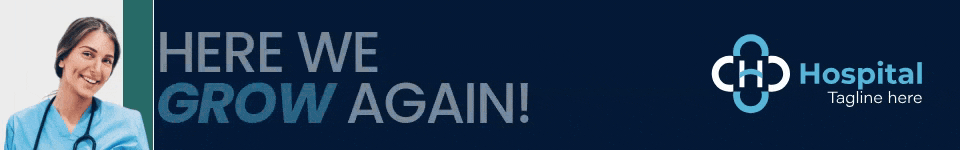 HERE WE
GROW AGAIN!
H
Hospital
Tagline here